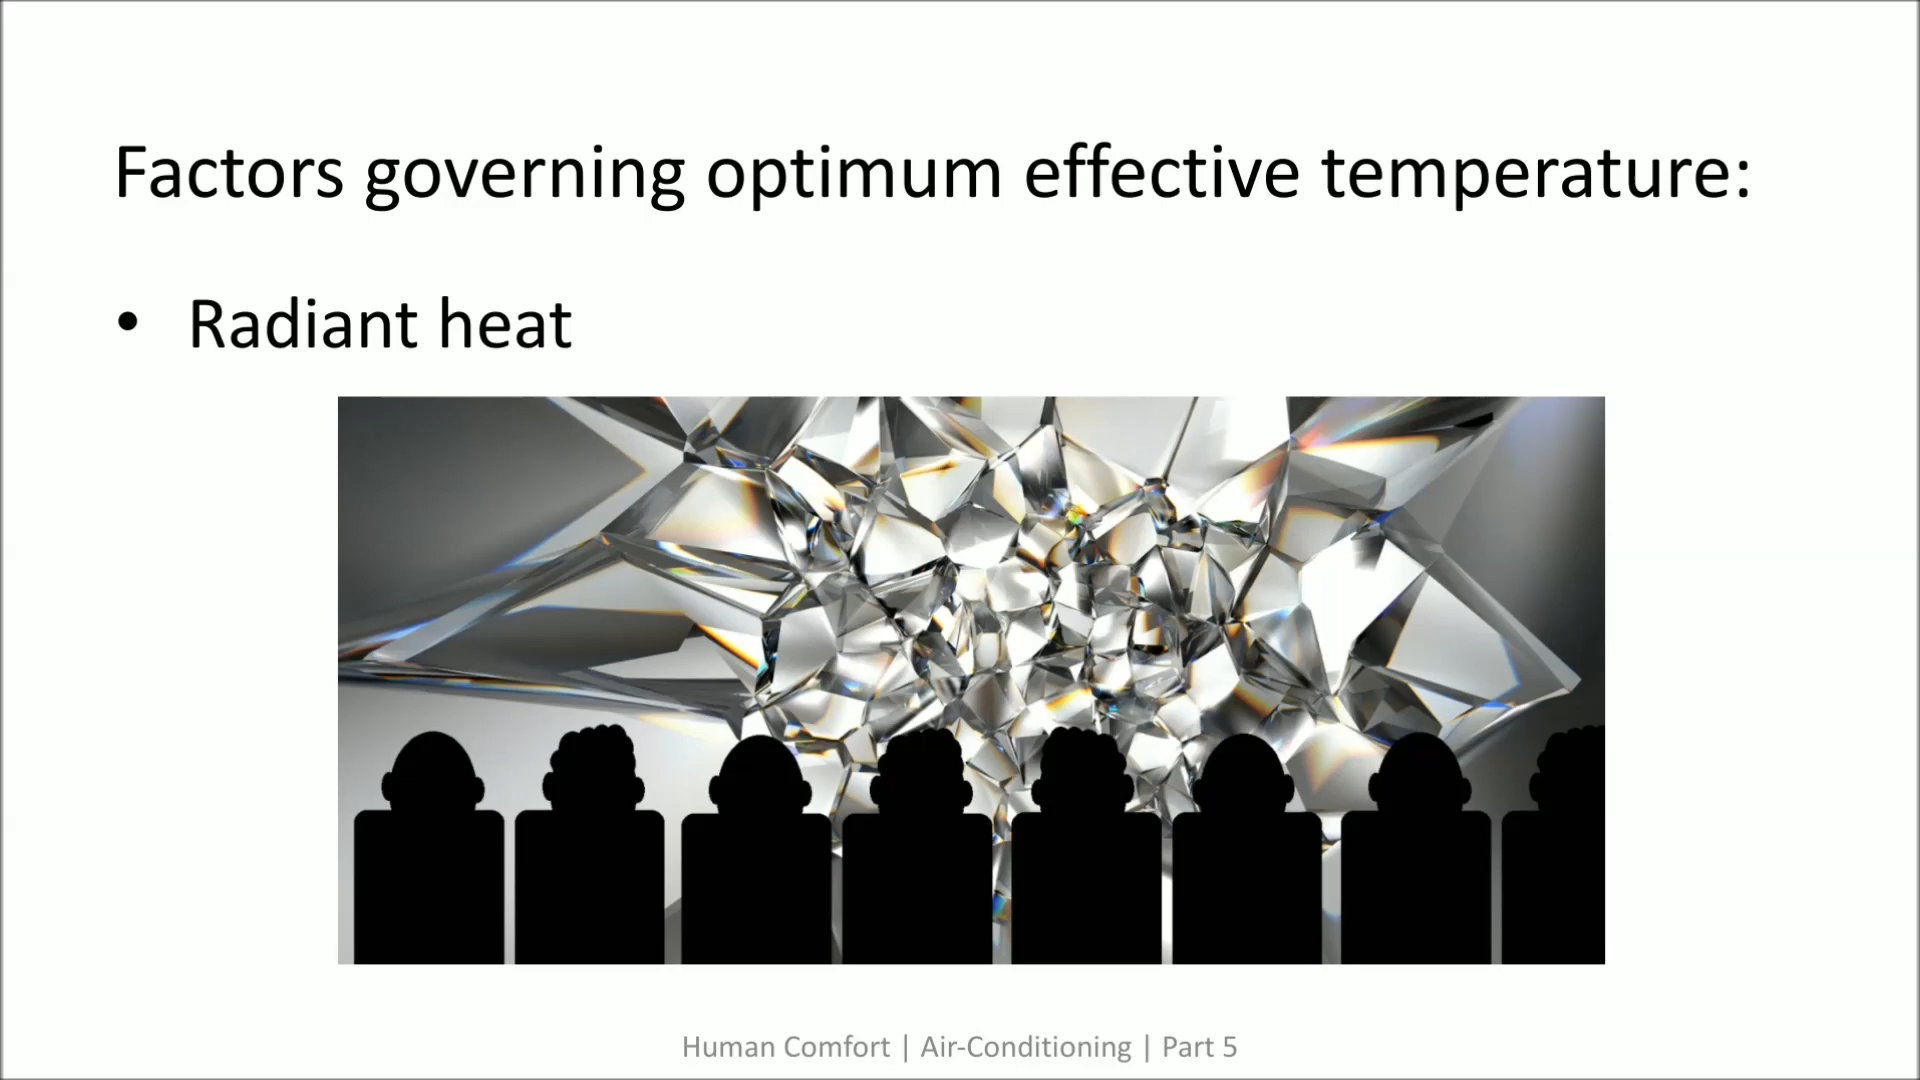 Factors governing optimum effective temperature:
• Radiant heat
Human Comfort | Air-Conditioning | Part 5